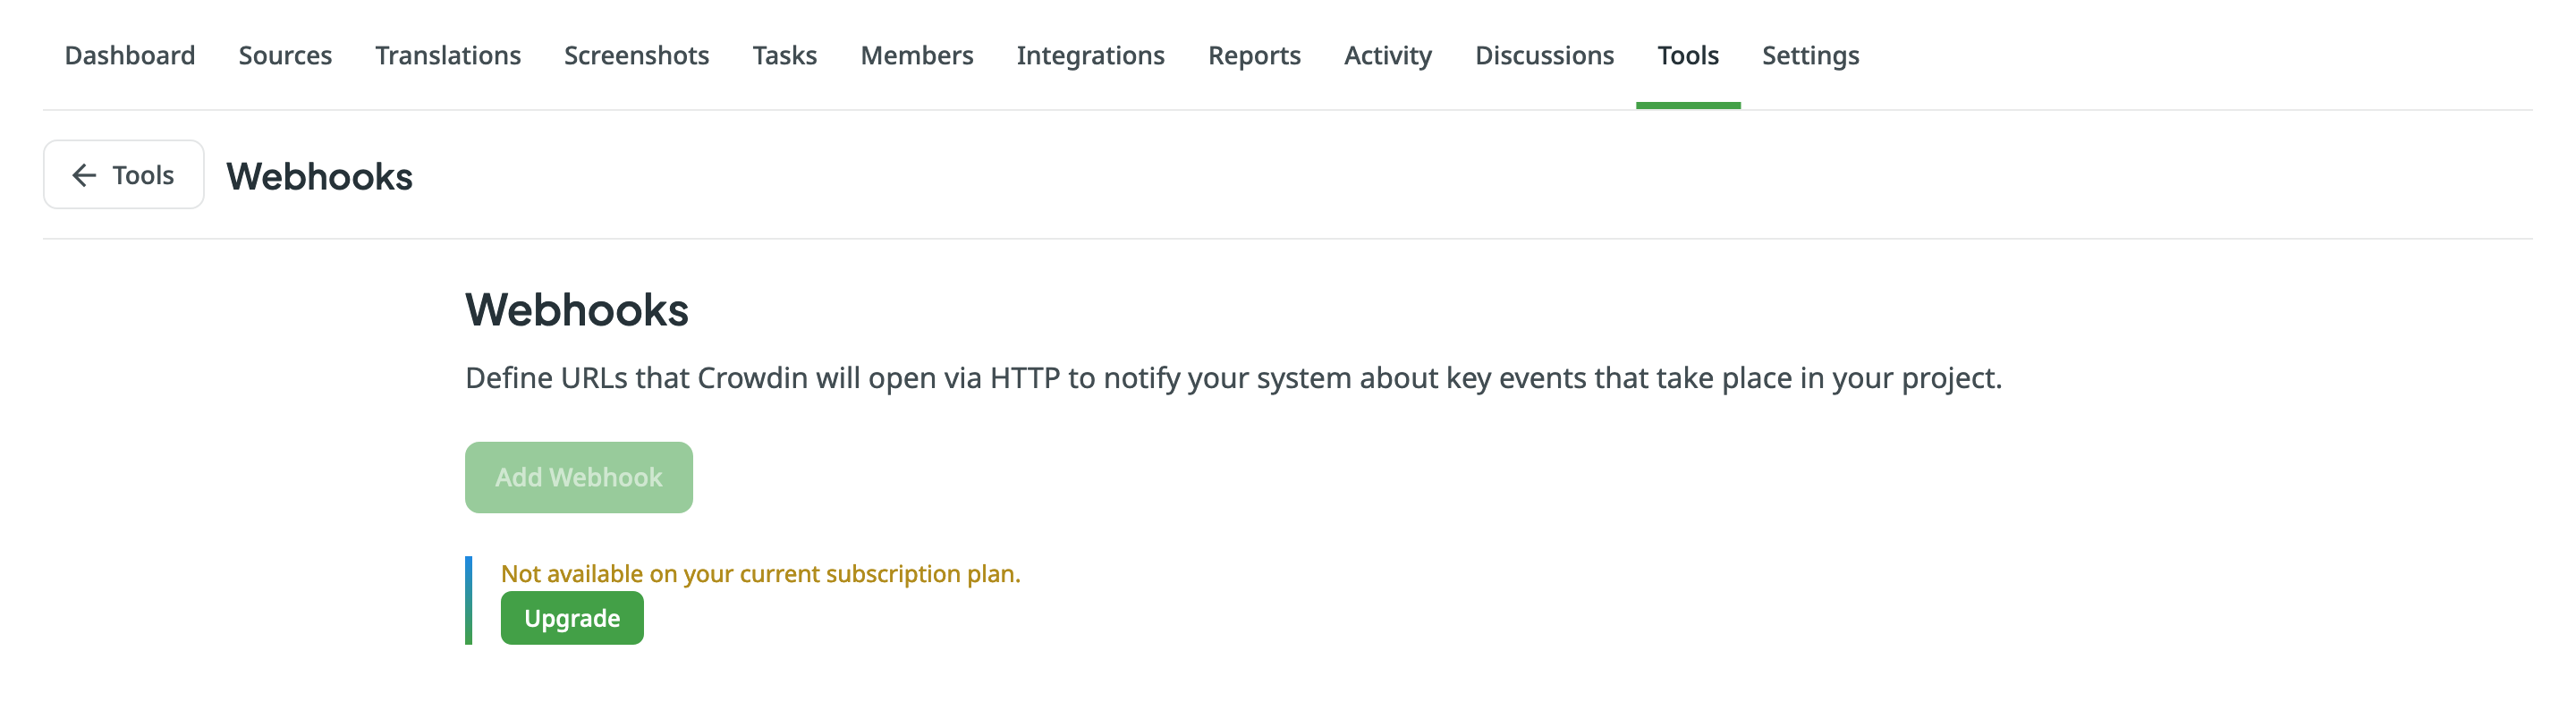 Dashboard Sources Translations Screenshots Tasks Members Integrations Reports Activity Discussions Tools Settings
Tools Webhooks
Webhooks
Define URLs that Crowdin will open via HTTP to notify your system about key events that take place in your project.
Add Webhook
Not available on your current subscription plan.
Upgrade